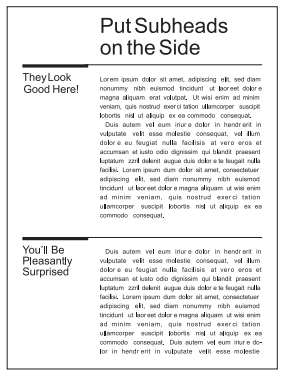 Put Subheads
on the Side
They Look
Good Here!
Lorem ipsum dolor sit amet, adipiscing elit, sed diam
nonummy nibh euismod tincidunt ut laoreet dolore
magna aliquam erat volutpat. Ut wisi enim ad minim
veniam, quis nostrud exerci tation ullamcorper suscipit
lobortis nisl ut aliquip ex ea commodo consequat.
Duis autem vel eum iriure dolor in hendrerit in
vulputate velit esse molestie consequat, vel illum
dolore eu feugiat nulla facilisis at vero eros et
accumsan et iusto odio dignissim qui blandit praesent
luptatum zzril delenit augue duis dolore te feugait nulla
facilisi. Lorem ipsum dolor sit amet, consectetuer
adipiscing elit, sed diam nonummy nibh euismod
tincidunt ut laoreet dolore magna aliquam ut wisi enim
ad minim veniam, quis nostrud exerci tation
ullamcorper suscipit lobortis nisl ut aliquip ex ea
commodo consequat.
You'll Be
Pleasantly
Surprised
Duis autem vel eum iriure dolor in hendrerit in
vulputate velit esse molestie consequat, vel illum
dolore eu feugiat nulla facilisis at vero eros et
accumsan et iusto odio dignissim qui blandit praesent
luptatum zzril delenit augue duis dolore te feugait nulla
facilisi. Lorem ipsum dolor sit amet, consectetuer
adipiscing elit, sed diam nonummy nibh euismod
tincidunt ut laoreet dolore magna aliquam ut wisi enim
ad minim veniam, quis nostrud exerci tation
ullamcorper suscipit lobortis nisl ut aliquip ex ea
commodo consequat. Duis autem vel eum iriure do-
lor in hendrerit in vulputate velit esse molestie